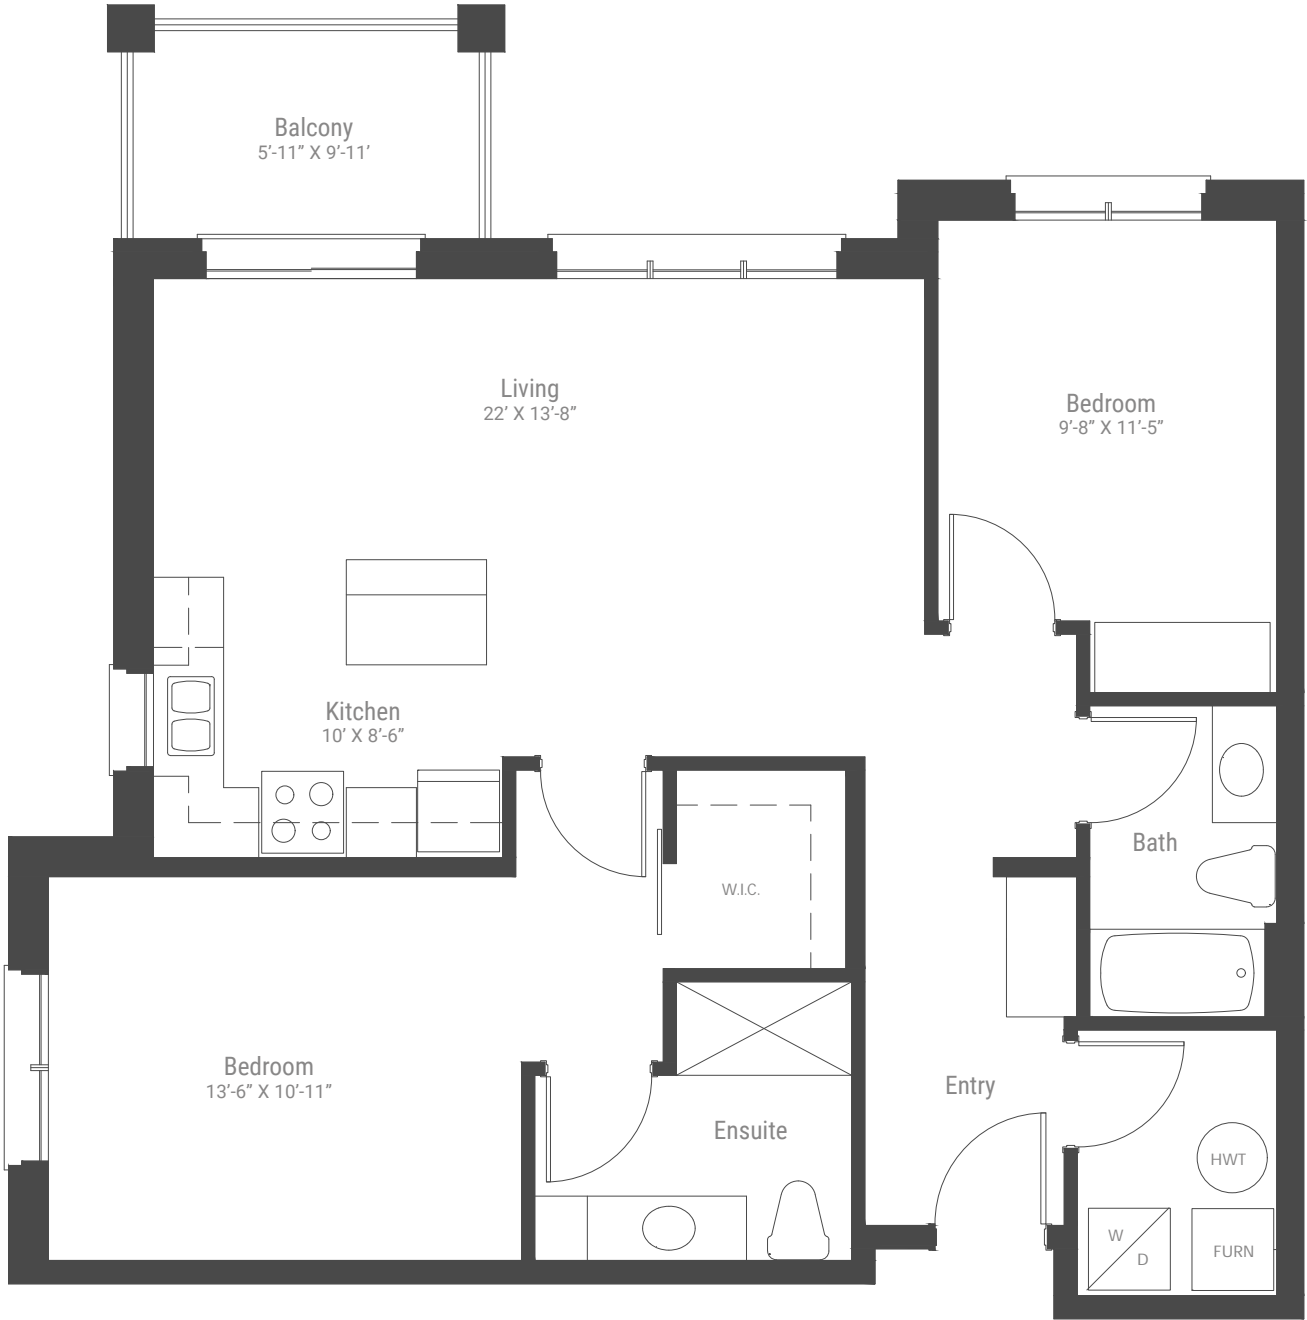 Balcony
5’-11” X 9’-11’
Living
22’ X 13’-8”
Bedroom
9’-8” X 11’-5”
Kitchen
10’ X 8’-6”
Bath
W.I.C.
Bedroom
13’-6” X 10’-11”
Entry
Ensuite
HWT
W
D
FURN